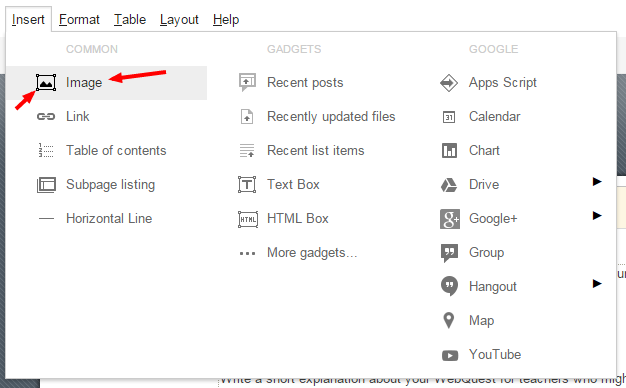 Insert Format Table Layout Help
COMMON
Image
Link
Table of contents
Subpage listing
Horizontal Line
GADGETS
Recent posts
Recently updated files
Recent list items
Text Box
HTML Box
More gadgets...
GOOGLE
Apps Script
31 Calendar
Chart
Drive
g+ Google+
Group
Hangout
Map
YouTube
Write a short explanation about your WebQuest for teachers who